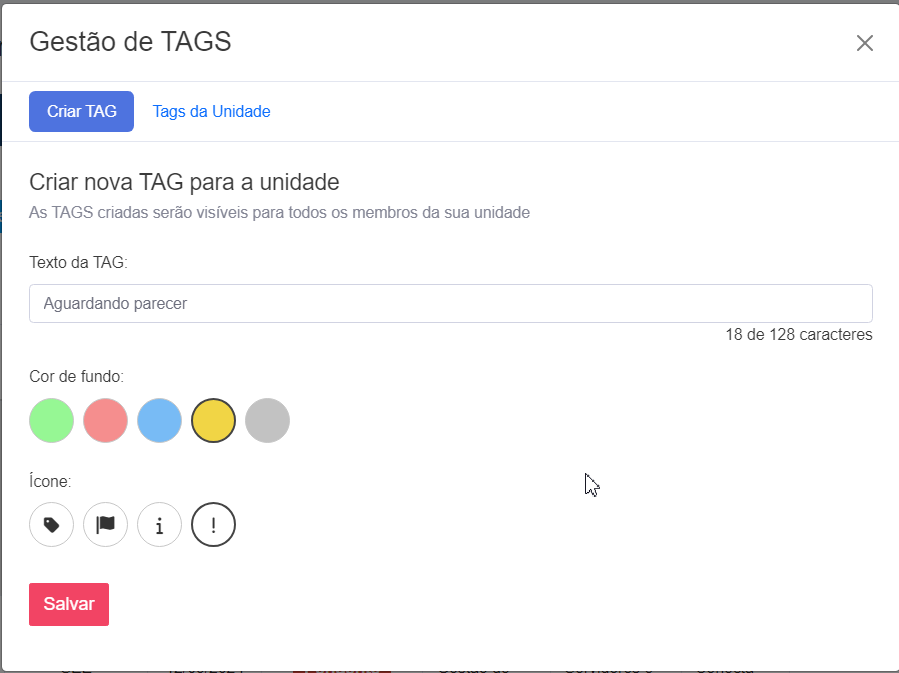 Gestão de TAGS
Criar TAG
Tags da Unidade
Criar nova TAG para a unidade
As TAGS criadas serão visíveis para todos os membros da sua unidade
Texto da TAG:
Aguardando parecer
18 de 128 caracteres
Cor de fundo:
Ícone:
i
!
Salvar